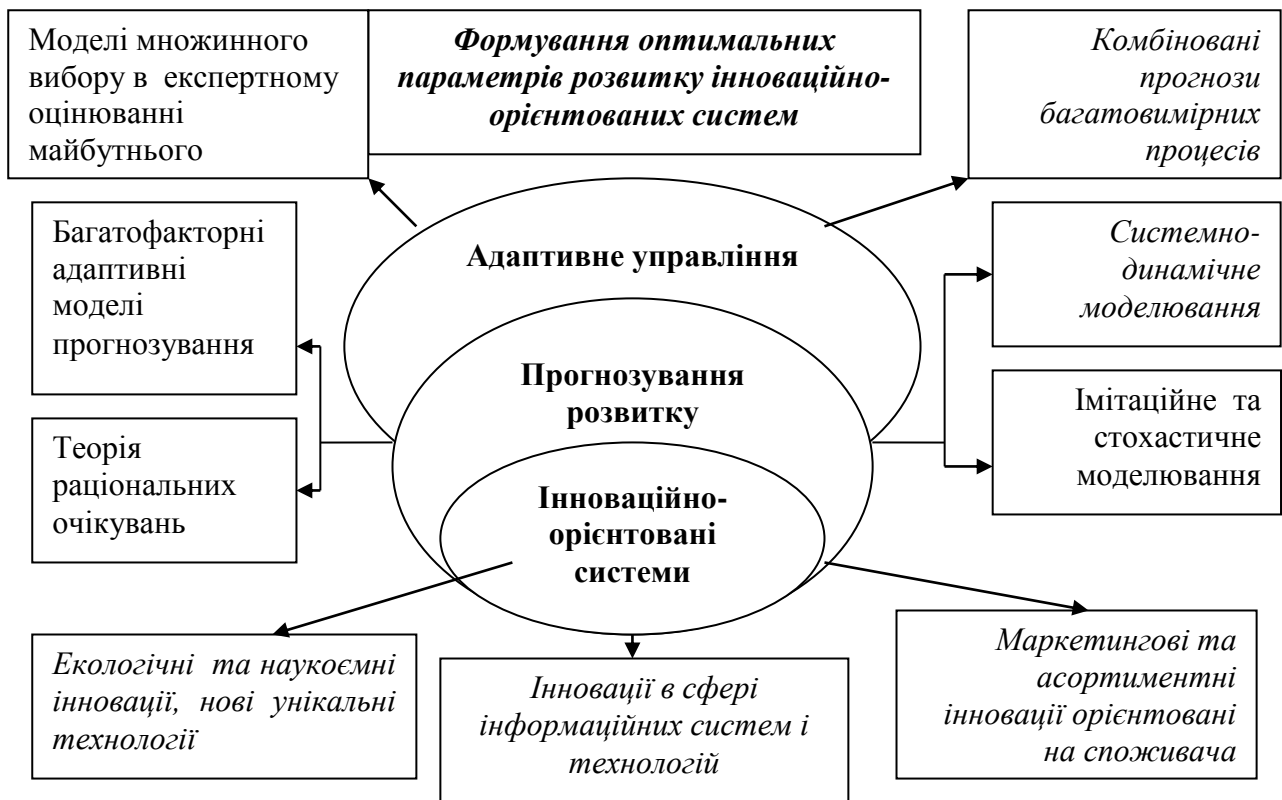 Моделі множинного
вибору в експертному
оцінюванні
майбутнього
Формування оптимальних
параметрів розвитку інноваційно-
орієнтованих систем
Комбіновані
прогнози
багатовимірних
процесів
Багатофакторні
адаптивні
моделі
прогнозування
Адаптивне управління
Системно-
динамічне
моделювання
Прогнозування
розвитку
Теорія
раціональних
очікувань
Імітаційне та
стохастичне
моделювання
Інноваційно-
орієнтовані
системи
Екологічні та наукоємні
інновації, нові унікальні
технології
Інновації в сфері
інформаційних систем і
технологій
Маркетингові та
асортиментні
інновації орієнтовані
на споживача